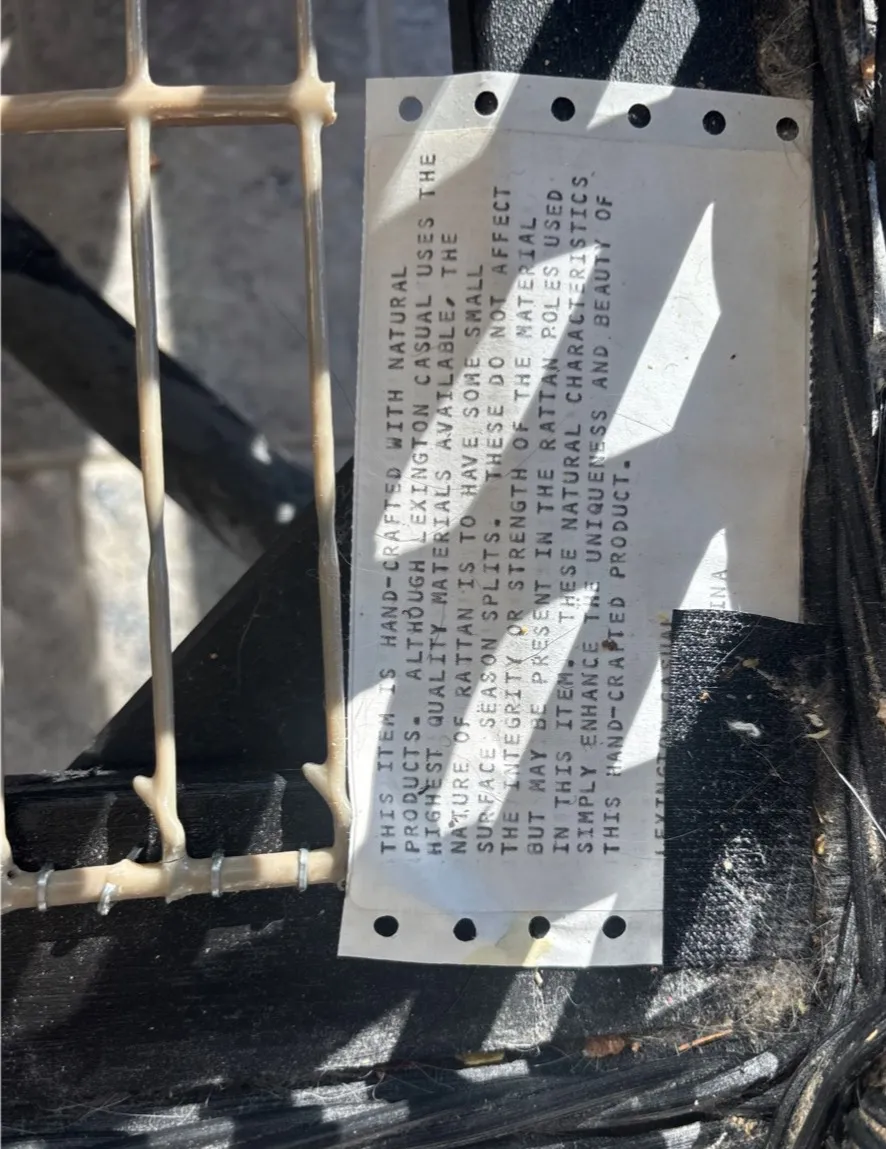 THIS ITEM IS HAND-CRAFTED WITH NATURAL
PRODUCTS. ALTHOUGH LEXINGTON CASUAL USES THE
HIGHEST QUALITY MATERIALS AVAILABLE, THE
NATURE OF RATTAN IS TO HAVE SOME SMALL
SURFACE SEASON SPLITS. THESE DO NOT AFFECT
THE INTEGRITY OR STRENGTH OF THE MATERIAL
BUT MAY BE PRESENT IN THE RATTAN POLES USED
IN THIS ITEM. THESE NATURAL CHARACTERISTICS
SIMPLY ENHANCE THE UNIQUENESS AND BEAUTY OF
THIS HAND-CRAFTED PRODUCT.
LEXINGTON CASUAL